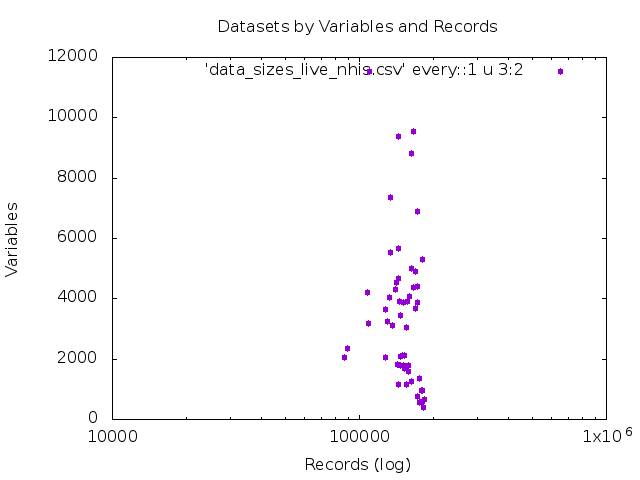 Datasets by Variables and Records
12000
'data_sizes_live_nhis.csv' every::1 u 3:2
10000
8000
6000
4000
2000
0
Variables
10000
100000
1x10^6
Records (log)